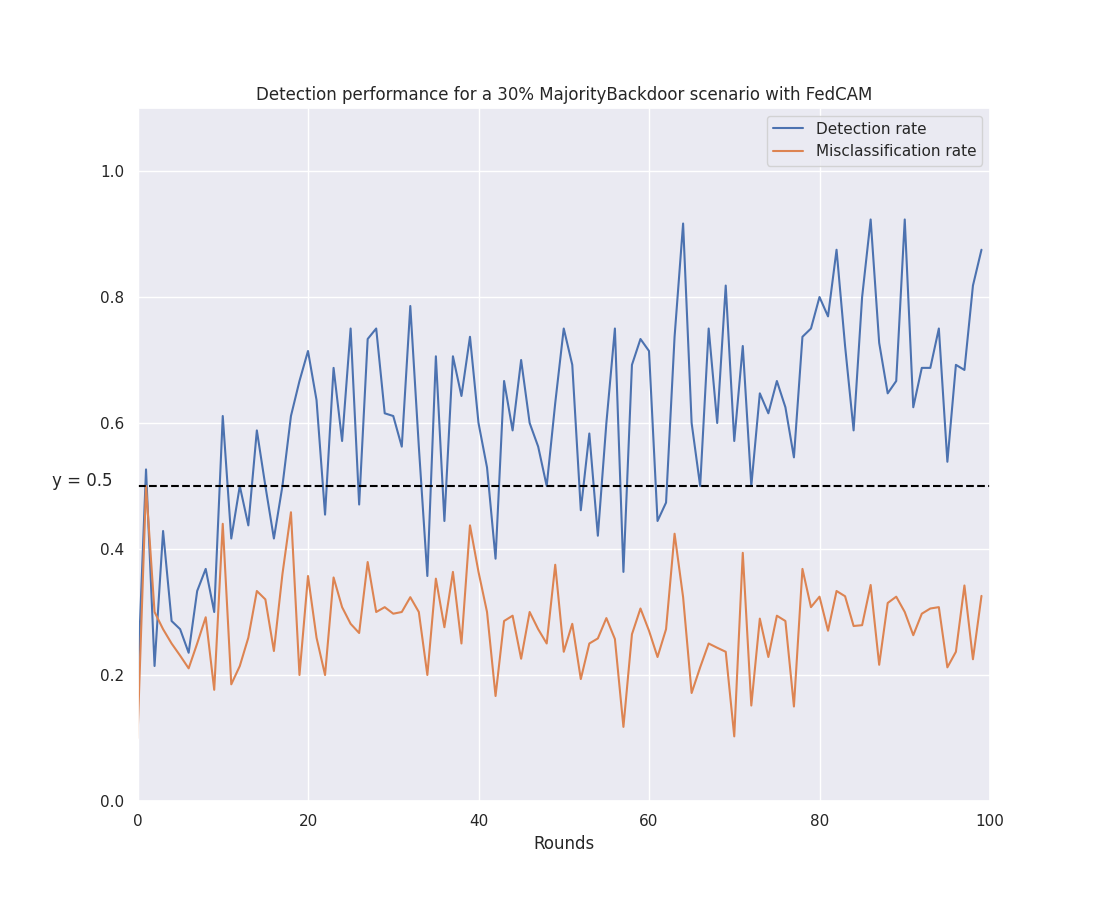 Detection performance for a 30% MajorityBackdoor scenario with FedCAM
Detection rate
Misclassification rate
1.0
0.8
0.6
y = 0.5
0.4
0.2
0.0
0 20 40 60 80 100
Rounds